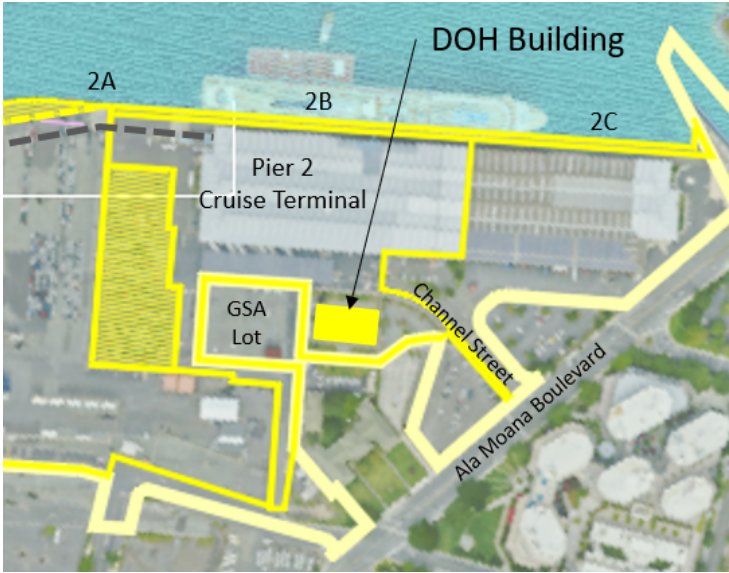 DOH Building
2A
2B
2C
Pier 2
Cruise Terminal
GSA
Lot
Channel Street
Ala Moana Boulevard